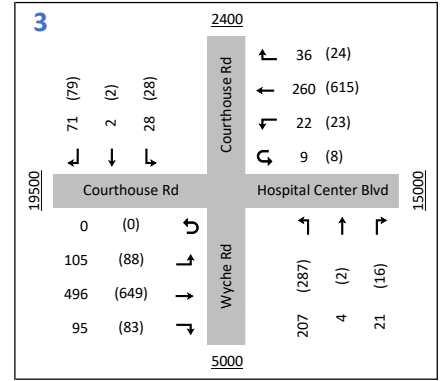 3
2400
Courthouse Rd
36 (24)
260 (615)
22 (23)
9 (8)
(79) (2) (28)
71 2 28
19500
Courthouse Rd
Hospital Center Blvd
15000
0 (0)
105 (88)
496 (649)
95 (83)
Wyche Rd
(287) (2) (16)
207 4 21
5000